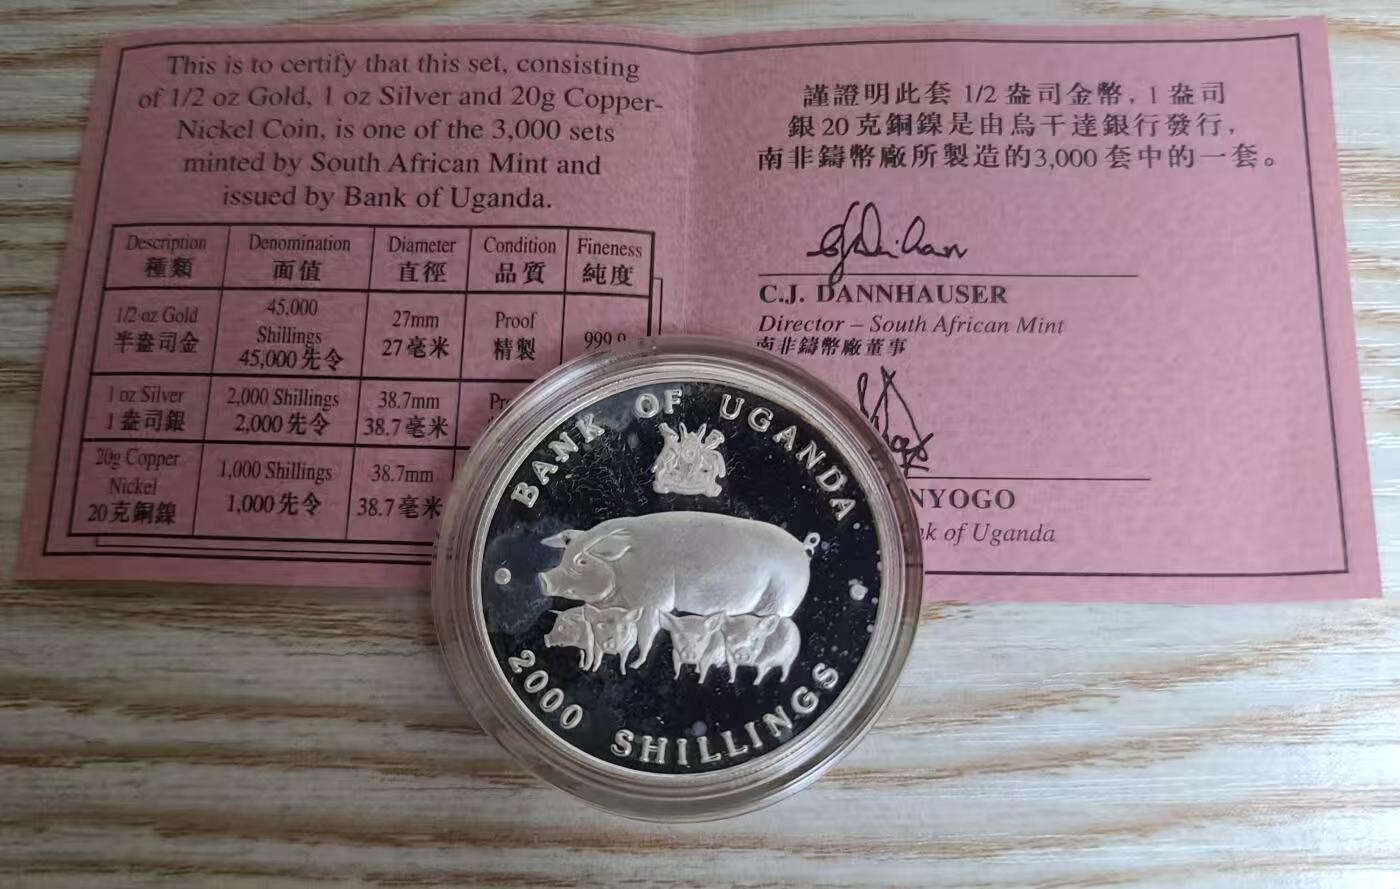 This is to certify that this set, consisting
of 1/2 oz Gold, 1 oz Silver and 20g Copper-
Nickel Coin, is one of the 3,000 sets
minted by South African Mint and
issued by Bank of Uganda.
Description Denomination Diameter Condition Fineness
種類 面值 直徑 品質 純度
1/2 oz Gold 45,000 Shillings 27mm Proof 999.9
半盎司金 45,000先令 27毫米 精製
1 oz Silver 2,000 Shillings 38.7mm
1盎司銀 2,000先令 38.7毫米
20g Copper Nickel 1,000 Shillings 38.7mm
20克銅鎳 1,000先令 38.7毫米
謹證明此套 1/2 盎司金幣，1 盎司
銀20克銅鎳是由烏干達銀行發行，
南非鑄幣廠所製造的3,000套中的一套。
C.J. DANNHAUSER
Director – South African Mint
南非鑄幣廠董事
NYOGO
of Uganda
BANK OF UGANDA
2000 SHILLINGS